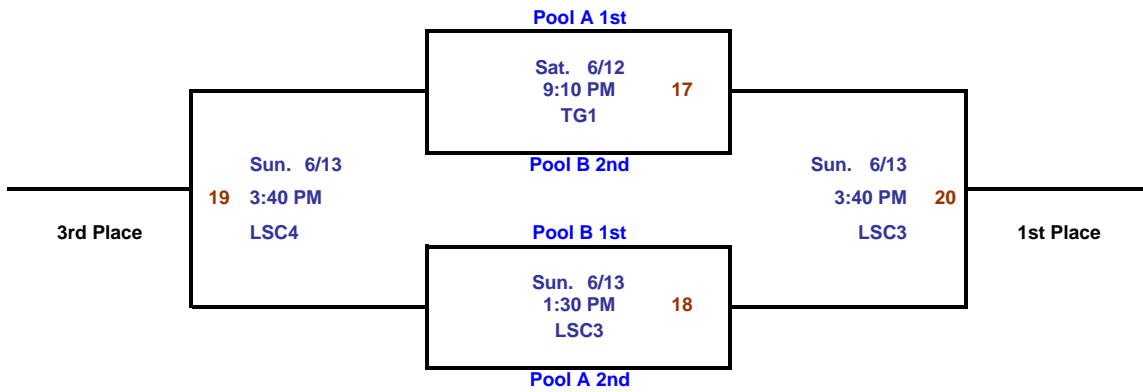 Pool A 1st
Sat. 6/12
9:10 PM 17
TG1
Pool B 2nd
Sun. 6/13
19 3:40 PM
LSC4
3rd Place
Sun. 6/13
3:40 PM 20
LSC3
1st Place
Pool B 1st
Sun. 6/13
1:30 PM 18
LSC3
Pool A 2nd